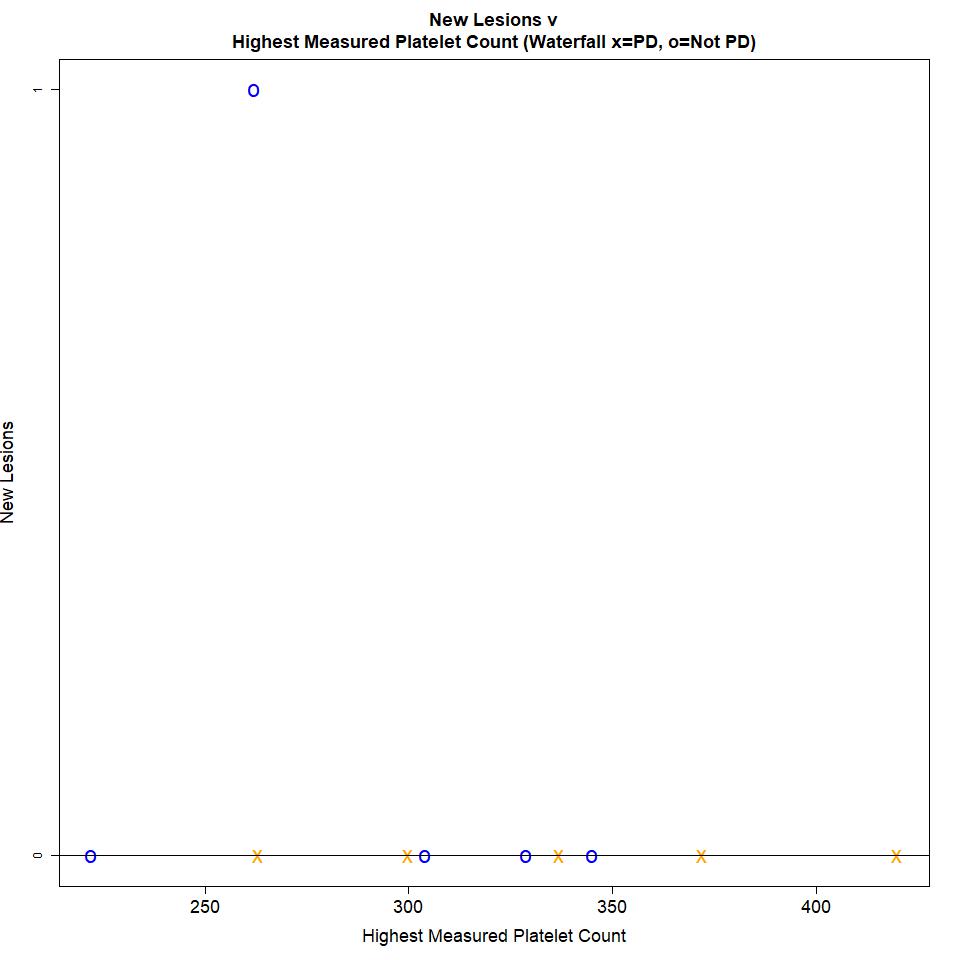 New Lesions v
Highest Measured Platelet Count (Waterfall x=PD, o=Not PD)
1
New Lesions
0
250 300 350 400
Highest Measured Platelet Count